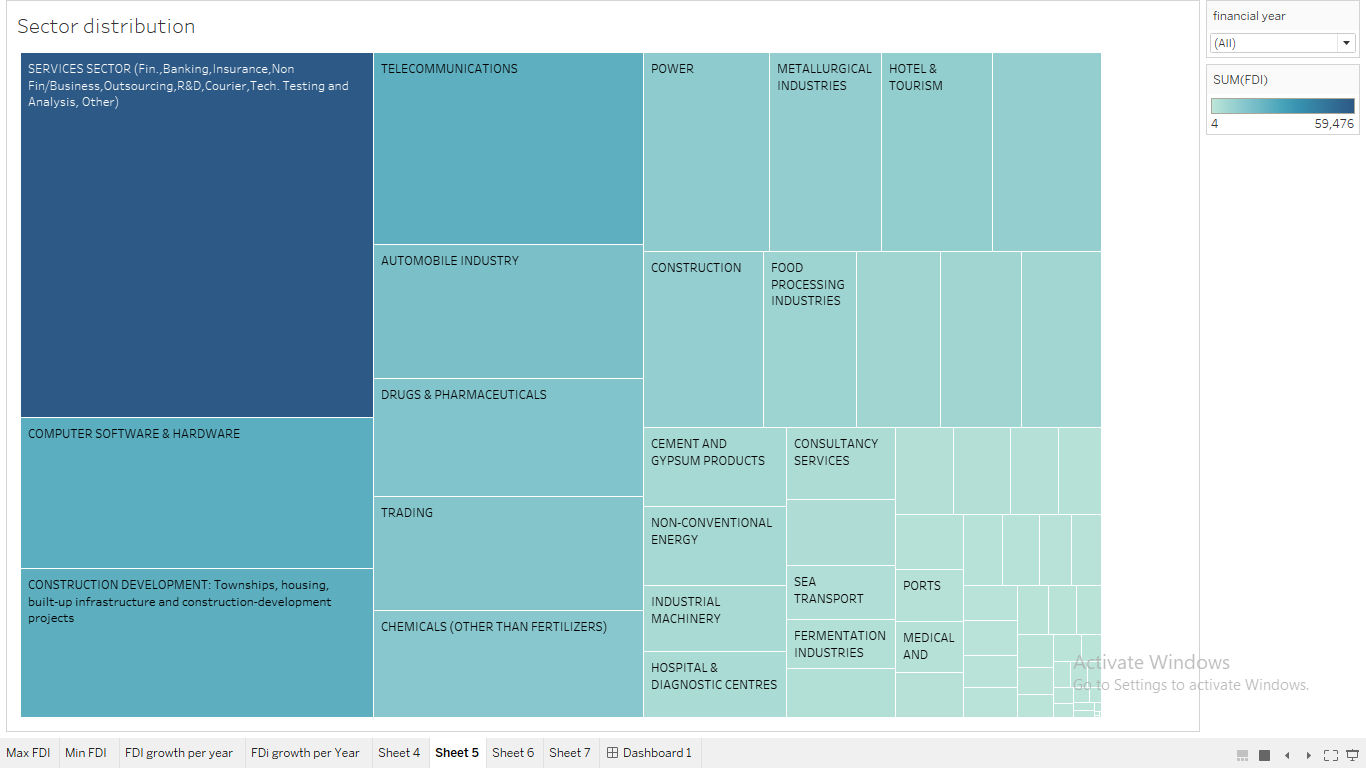 Sector distribution
SERVICES SECTOR (Fin.,Banking,Insurance,Non
Fin/Business,Outsourcing,R&D,Courier,Tech. Testing and
Analysis, Other)
COMPUTER SOFTWARE & HARDWARE
CONSTRUCTION DEVELOPMENT: Townships, housing,
built-up infrastructure and construction-development
projects
TELECOMMUNICATIONS
AUTOMOBILE INDUSTRY
DRUGS & PHARMACEUTICALS
TRADING
CHEMICALS (OTHER THAN FERTILIZERS)
POWER
METALLURGICAL
INDUSTRIES
HOTEL &
TOURISM
CONSTRUCTION
FOOD
PROCESSING
INDUSTRIES
CEMENT AND
GYPSUM PRODUCTS
NON-CONVENTIONAL
ENERGY
INDUSTRIAL
MACHINERY
HOSPITAL &
DIAGNOSTIC CENTRES
CONSULTANCY
SERVICES
SEA
TRANSPORT
FERMENTATION
INDUSTRIES
PORTS
MEDICAL
AND
financial year
(All)
SUM(FDI)
4 59,476
Activate Windows
Go to Settings to activate Windows.
Max FDI Min FDI FDI growth per year FDi growth per Year Sheet 4 Sheet 5 Sheet 6 Sheet 7 Dashboard 1